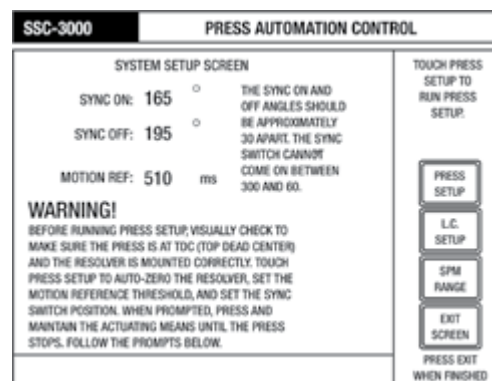 SSC-3000
PRESS AUTOMATION CONTROL
SYSTEM SETUP SCREEN
SYNC ON: 165 °
SYNC OFF: 195 °
MOTION REF: 510 ms
THE SYNC ON AND
OFF ANGLES SHOULD
BE APPROXIMATELY
30 APART. THE SYNC
SWITCH CANNOT
COME ON BETWEEN
300 AND 60.
WARNING!
BEFORE RUNNING PRESS SETUP, VISUALLY CHECK TO
MAKE SURE THE PRESS IS AT TDC (TOP DEAD CENTER)
AND THE RESOLVER IS MOUNTED CORRECTLY. TOUCH
PRESS SETUP TO AUTO-ZERO THE RESOLVER, SET THE
MOTION REFERENCE THRESHOLD, AND SET THE SYNC
SWITCH POSITION. WHEN PROMPTED, PRESS AND
MAINTAIN THE ACTUATING MEANS UNTIL THE PRESS
STOPS. FOLLOW THE PROMPTS BELOW.
TOUCH PRESS
SETUP TO
RUN PRESS
SETUP.
PRESS
SETUP
L.C.
SETUP
SPM
RANGE
EXIT
SCREEN
PRESS EXIT
WHEN FINISHED